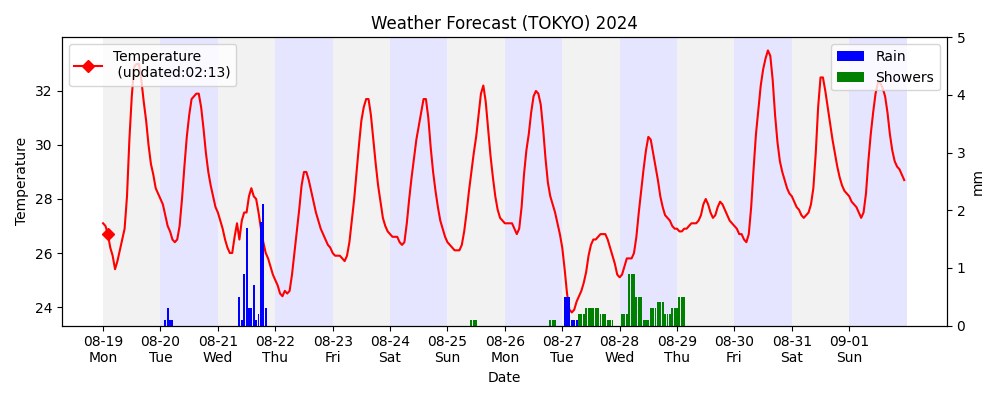 Weather Forecast (TOKYO) 2024
Temperature
(updated:02:13)
Rain
Showers
Temperature
32
30
28
26
24
5
4
3
2
1
0
mm
08-19 08-20 08-21 08-22 08-23 08-24 08-25 08-26 08-27 08-28 08-29 08-30 08-31 09-01
Mon Tue Wed Thu Fri Sat Sun Mon Tue Wed Thu Fri Sat Sun
Date